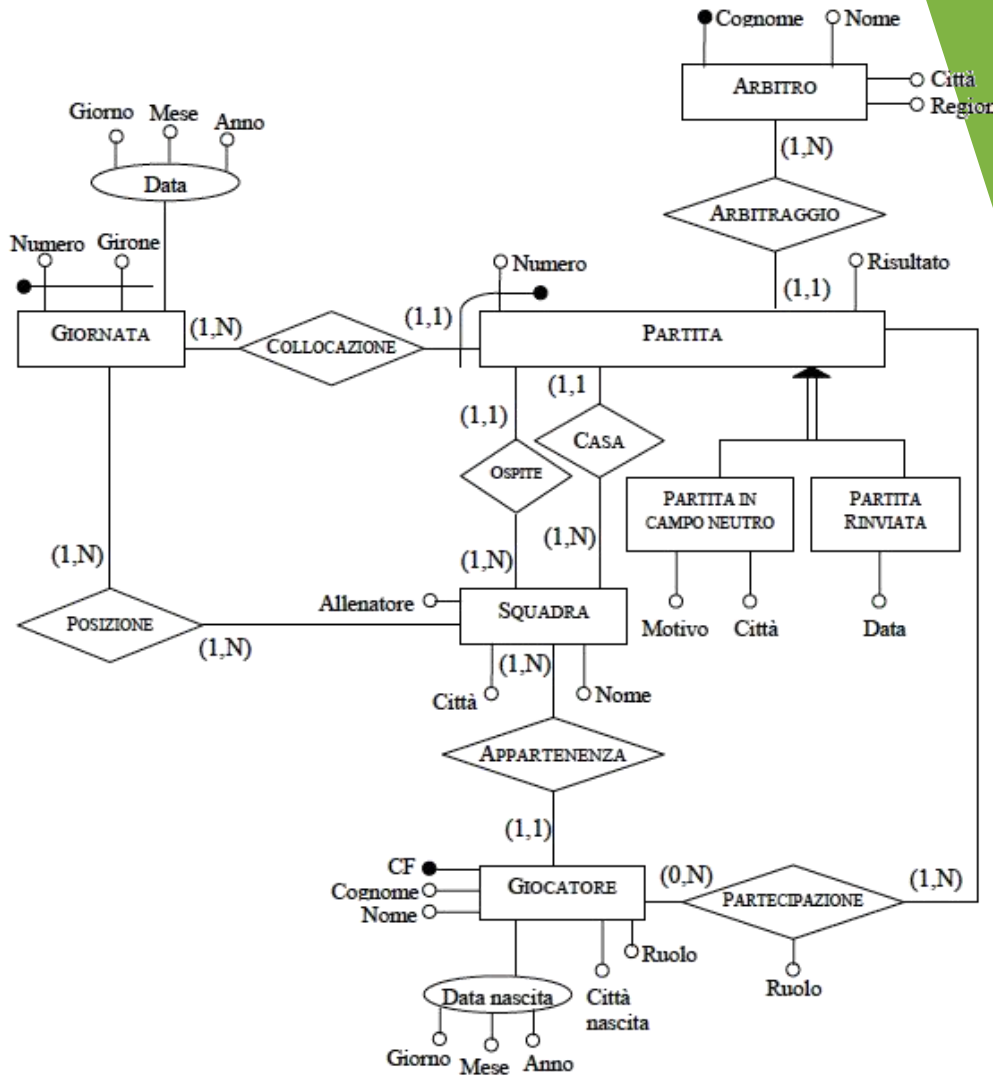 Cognome Nome
ARBITRO
Città
Region
Giorno Mese Anno
Data
(1,N)
ARBITRAGGIO
Numero Girone
Numero
Risultato
(1,1)
GIORNATA
(1,N)
COLLOCAZIONE
(1,1)
PARTITA
(1,1)
(1,1
OSPITE
CASA
PARTITA IN
CAMPO NEUTRO
PARTITA
RINVIATA
(1,N)
(1,N)
(1,N)
Allenatore
SQUADRA
Motivo Città Data
POSIZIONE
(1,N)
(1,N)
Città
Nome
APPARTENENZA
(1,1)
CF
Cognome
Nome
GIOCATORE
(0,N)
PARTECIPAZIONE
(1,N)
Ruolo
Ruolo
Data nascita
Città
nascita
Giorno Mese Anno